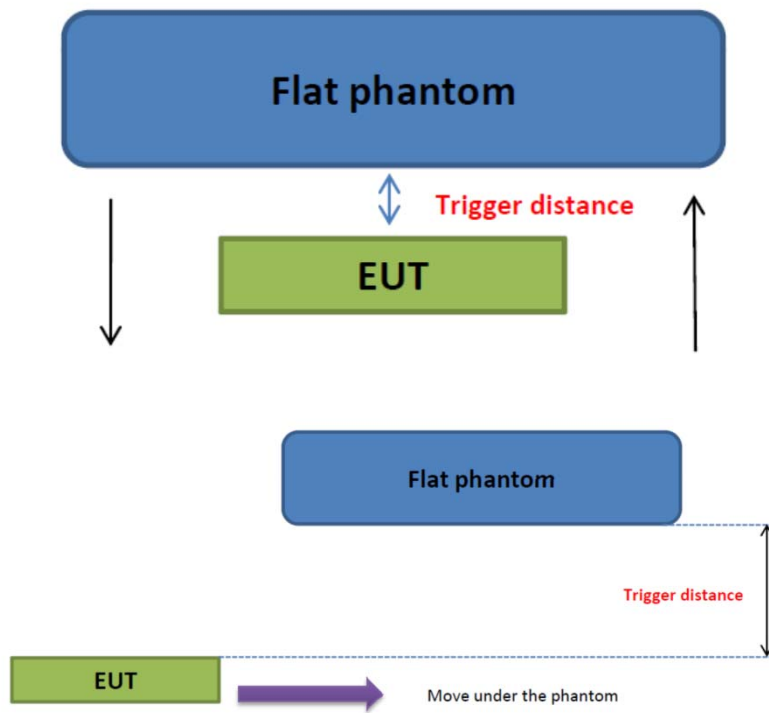 Flat phantom
Trigger distance
EUT
Flat phantom
Trigger distance
EUT
Move under the phantom